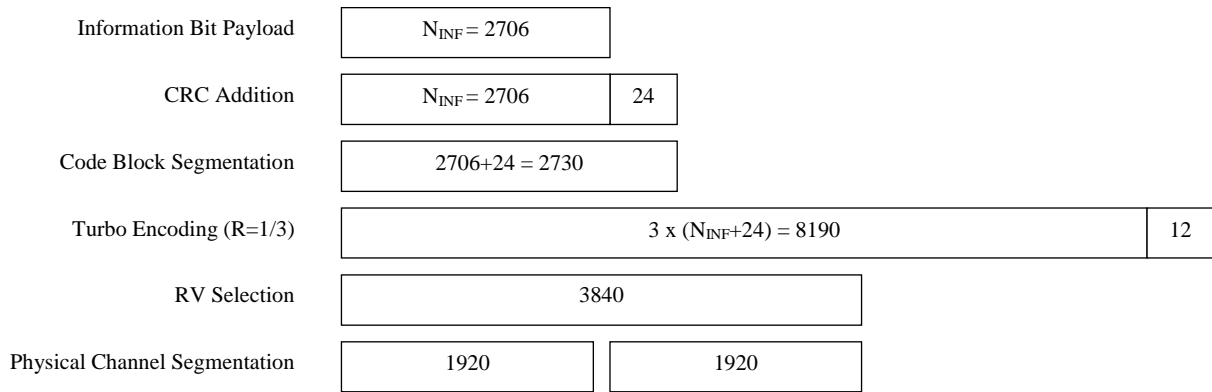 Information Bit Payload
N_INF = 2706
CRC Addition
N_INF = 2706
24
Code Block Segmentation
2706+24 = 2730
Turbo Encoding (R=1/3)
3 x (N_INF+24) = 8190
12
RV Selection
3840
Physical Channel Segmentation
1920
1920